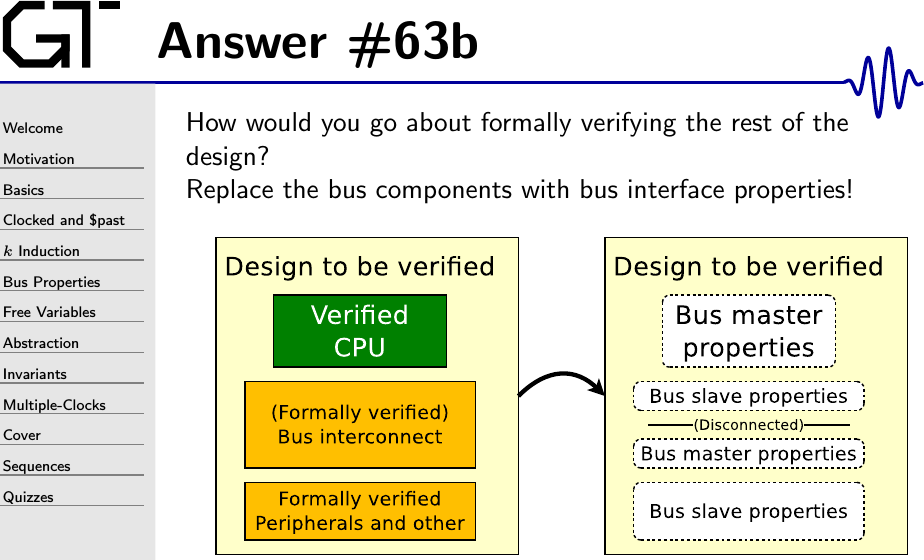 GT
Answer #63b
Welcome
Motivation
Basics
Clocked and $past
k Induction
Bus Properties
Free Variables
Abstraction
Invariants
Multiple-Clocks
Cover
Sequences
Quizzes
How would you go about formally verifying the rest of the
design?
Replace the bus components with bus interface properties!
Design to be verified
Verified
CPU
(Formally verified)
Bus interconnect
Formally verified
Peripherals and other
Design to be verified
Bus master
properties
Bus slave properties
(Disconnected)
Bus master properties
Bus slave properties